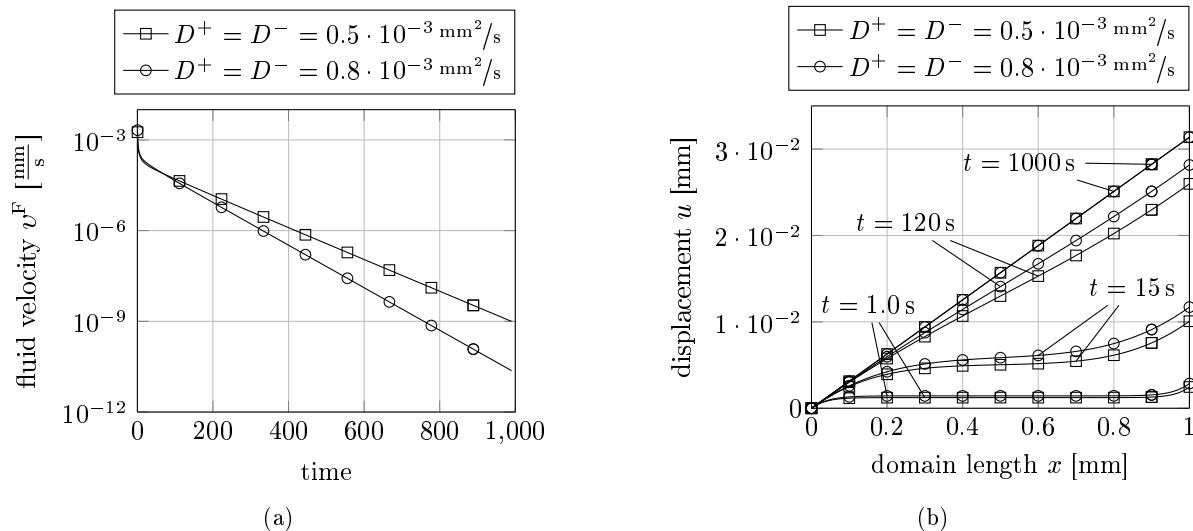 D⁺ = D⁻ = 0.5 · 10⁻³ mm²/s
D⁺ = D⁻ = 0.8 · 10⁻³ mm²/s
fluid velocity v^F [mm/s]
10⁻³
10⁻⁶
10⁻⁹
10⁻¹²
0 200 400 600 800 1,000
time
(a)
D⁺ = D⁻ = 0.5 · 10⁻³ mm²/s
D⁺ = D⁻ = 0.8 · 10⁻³ mm²/s
displacement u [mm]
3 · 10⁻²
2 · 10⁻²
1 · 10⁻²
0
t = 1000 s
t = 120 s
t = 1.0 s
t = 15 s
0 0.2 0.4 0.6 0.8 1
domain length x [mm]
(b)